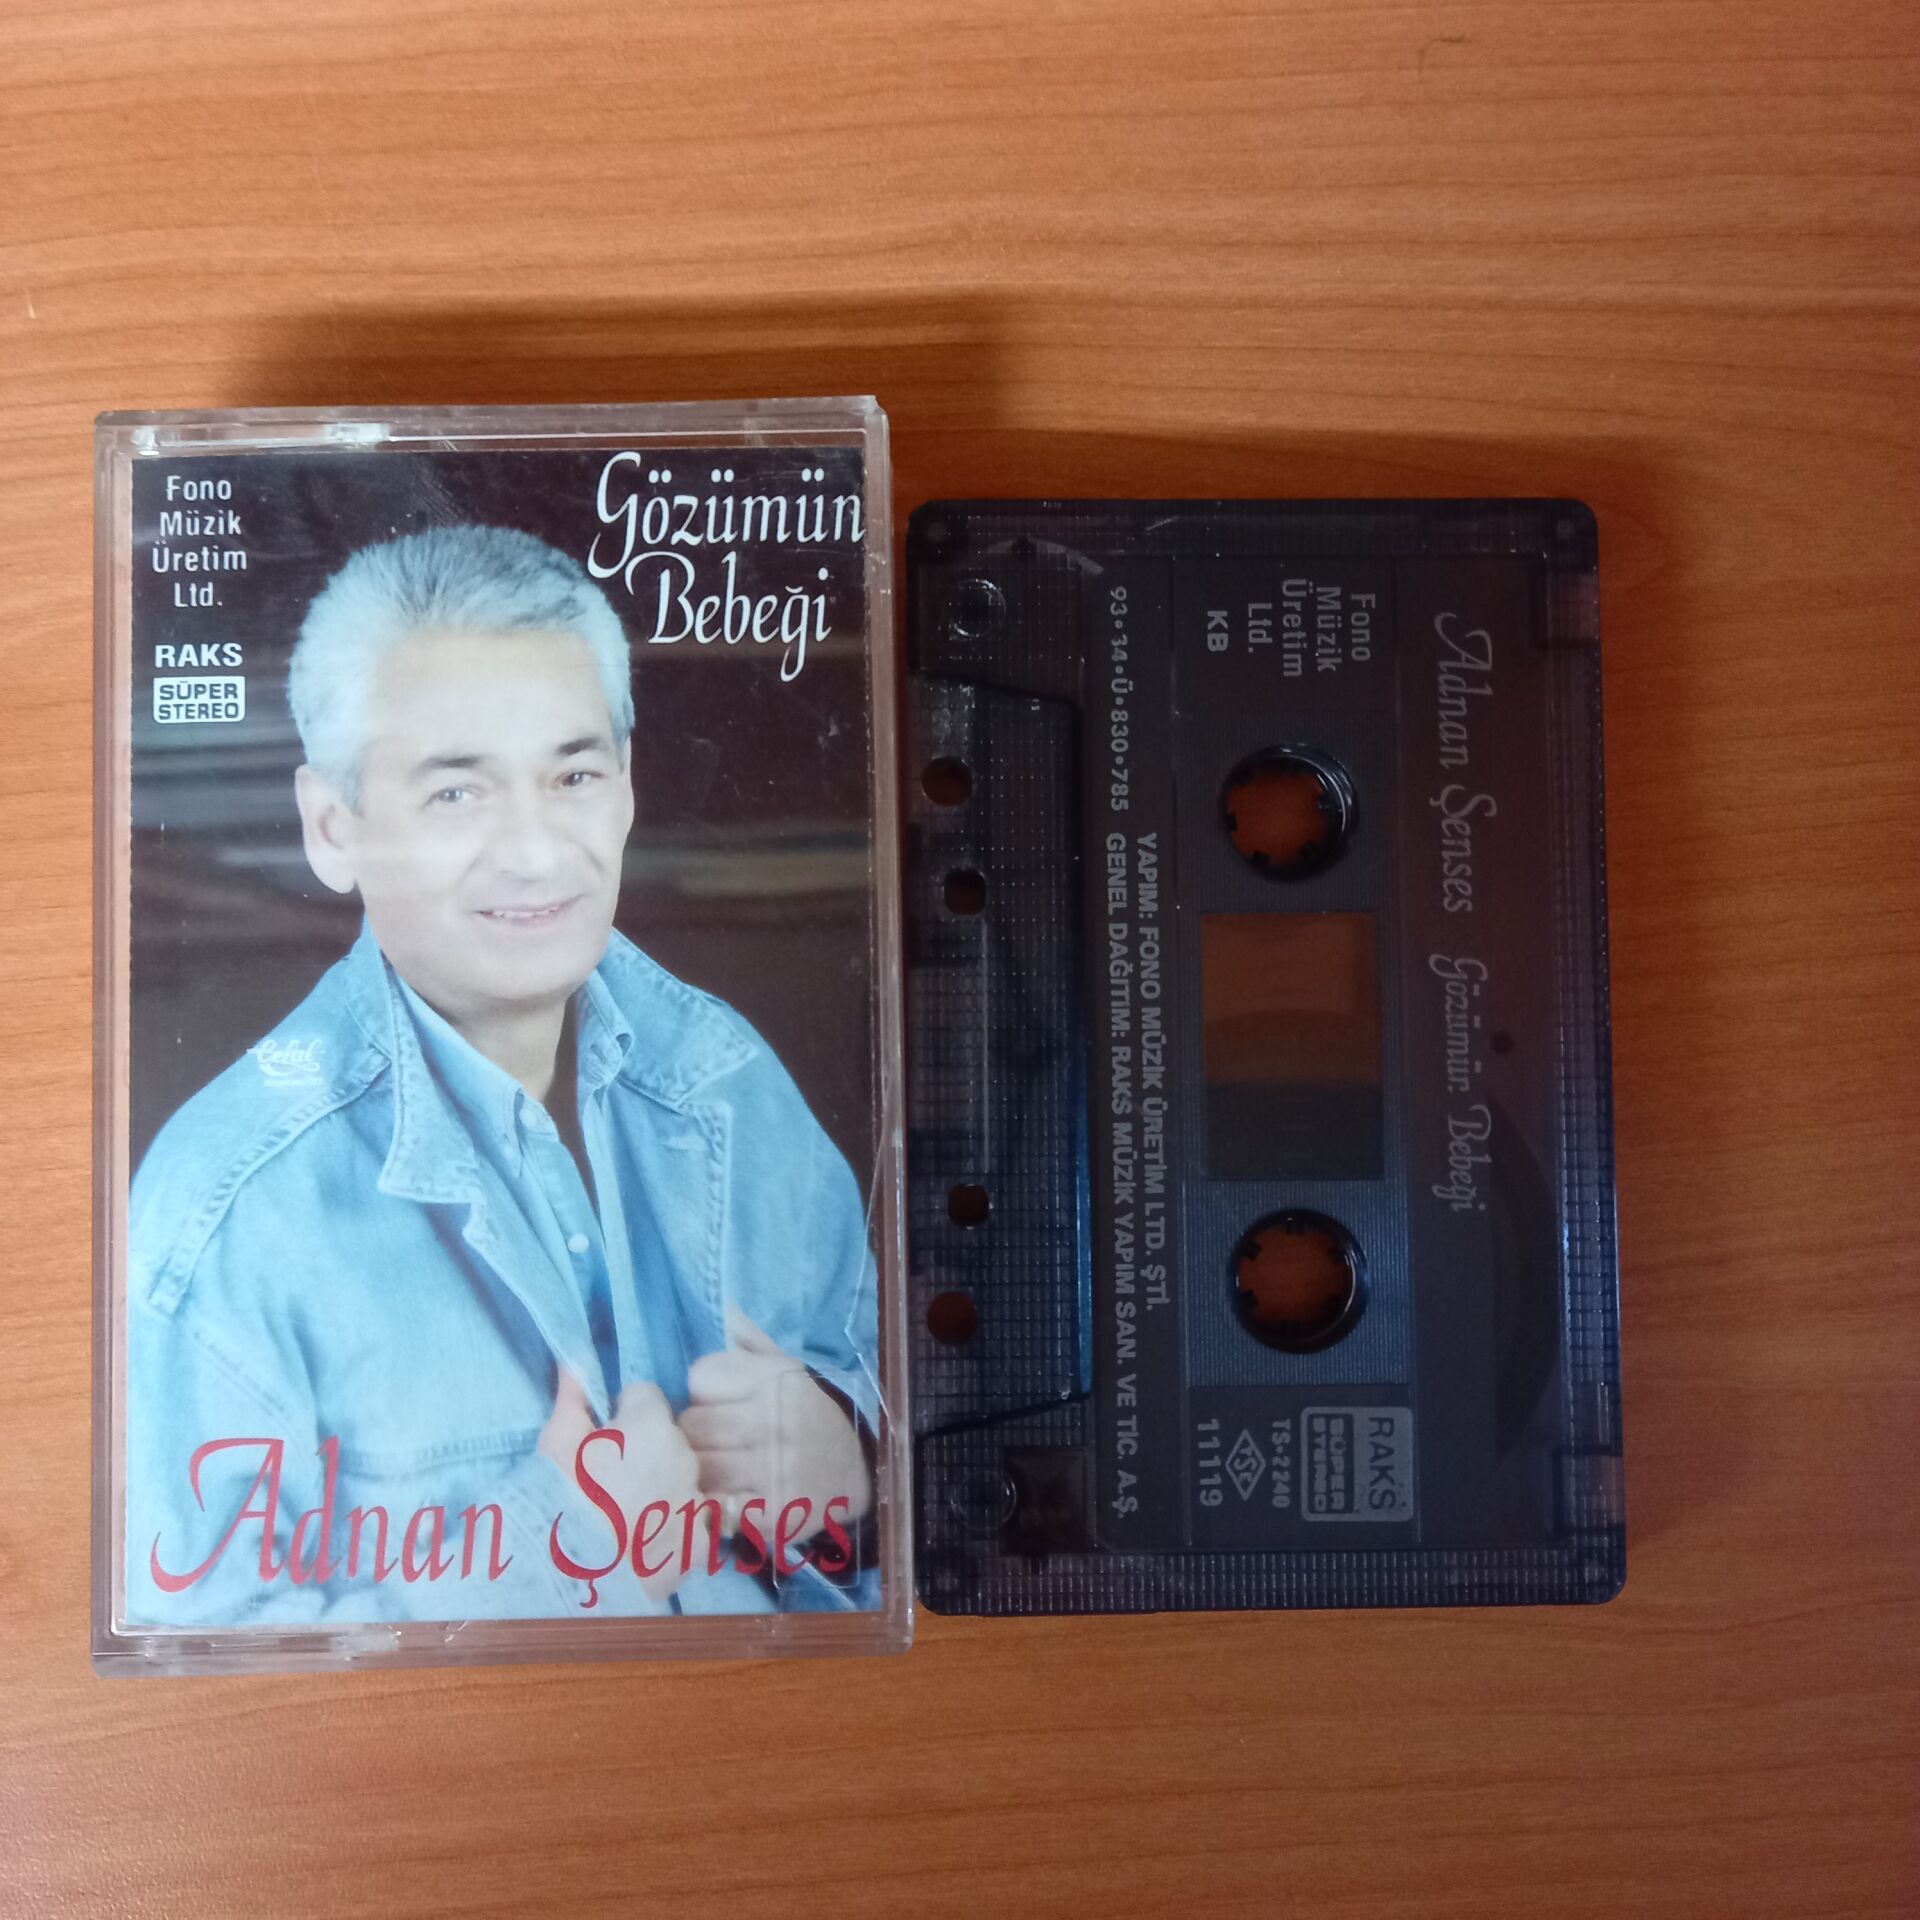 Fono
Müzik
Üretim
Ltd.
RAKS
SÜPER
STEREO
Gözümün
Bebeği
Celal
Adnan Şenses
Adnan Şenses Gözümün Bebeği
Fono
Müzik
Üretim
Ltd.
KB
RAKS
SÜPER
STEREO
TS•2240
TSE
11119
YAPIM: FONO MÜZİK ÜRETİM LTD. ŞTİ.
93•34•Ü•830•785 GENEL DAĞITIM: RAKS MÜZİK YAPIM SAN. VE TİC. A.Ş.